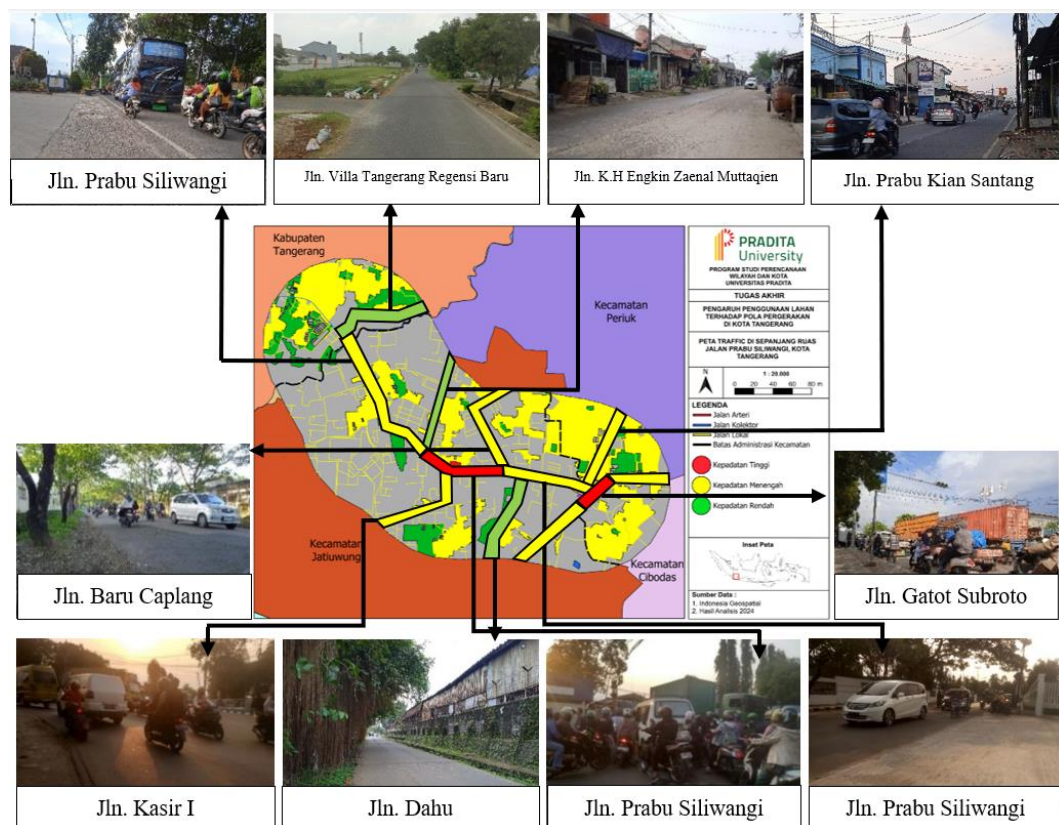 Jln. Prabu Siliwangi
Jln. Villa Tangerang Regensi Baru
Jln. K.H Engkin Zaenal Muttaqien
Jln. Prabu Kian Santang
Kabupaten
Tangerang
Kecamatan
Periuk
Kecamatan
Jatiuwung
Kecamatan
Cibodas
PRADITA
University
PROGRAM STUDI PERENCANAAN
WILAYAH DAN KOTA
UNIVERSITAS PRADITA
TUGAS AKHIR
PENGARUH PENGGUNAAN LAHAN
TERHADAP POLA PERGERAKAN
DI KOTA TANGERANG
PETA TRAFFIC DI SEPANJANG RUAS
JALAN PRABU SILIWANGI, KOTA
TANGERANG
N
1 : 20.000
0 20 40 60 80 m
LEGENDA
Jalan Arteri
Jalan Kolektor
Jalan Lokal
Batas Administrasi Kecamatan
Kepadatan Tinggi
Kepadatan Menengah
Kepadatan Rendah
Inset Peta
Sumber Data :
1. Indonesia Geospatial
2. Hasil Analisis 2024
Jln. Baru Caplang
Jln. Gatot Subroto
Jln. Kasir I
Jln. Dahu
Jln. Prabu Siliwangi
Jln. Prabu Siliwangi